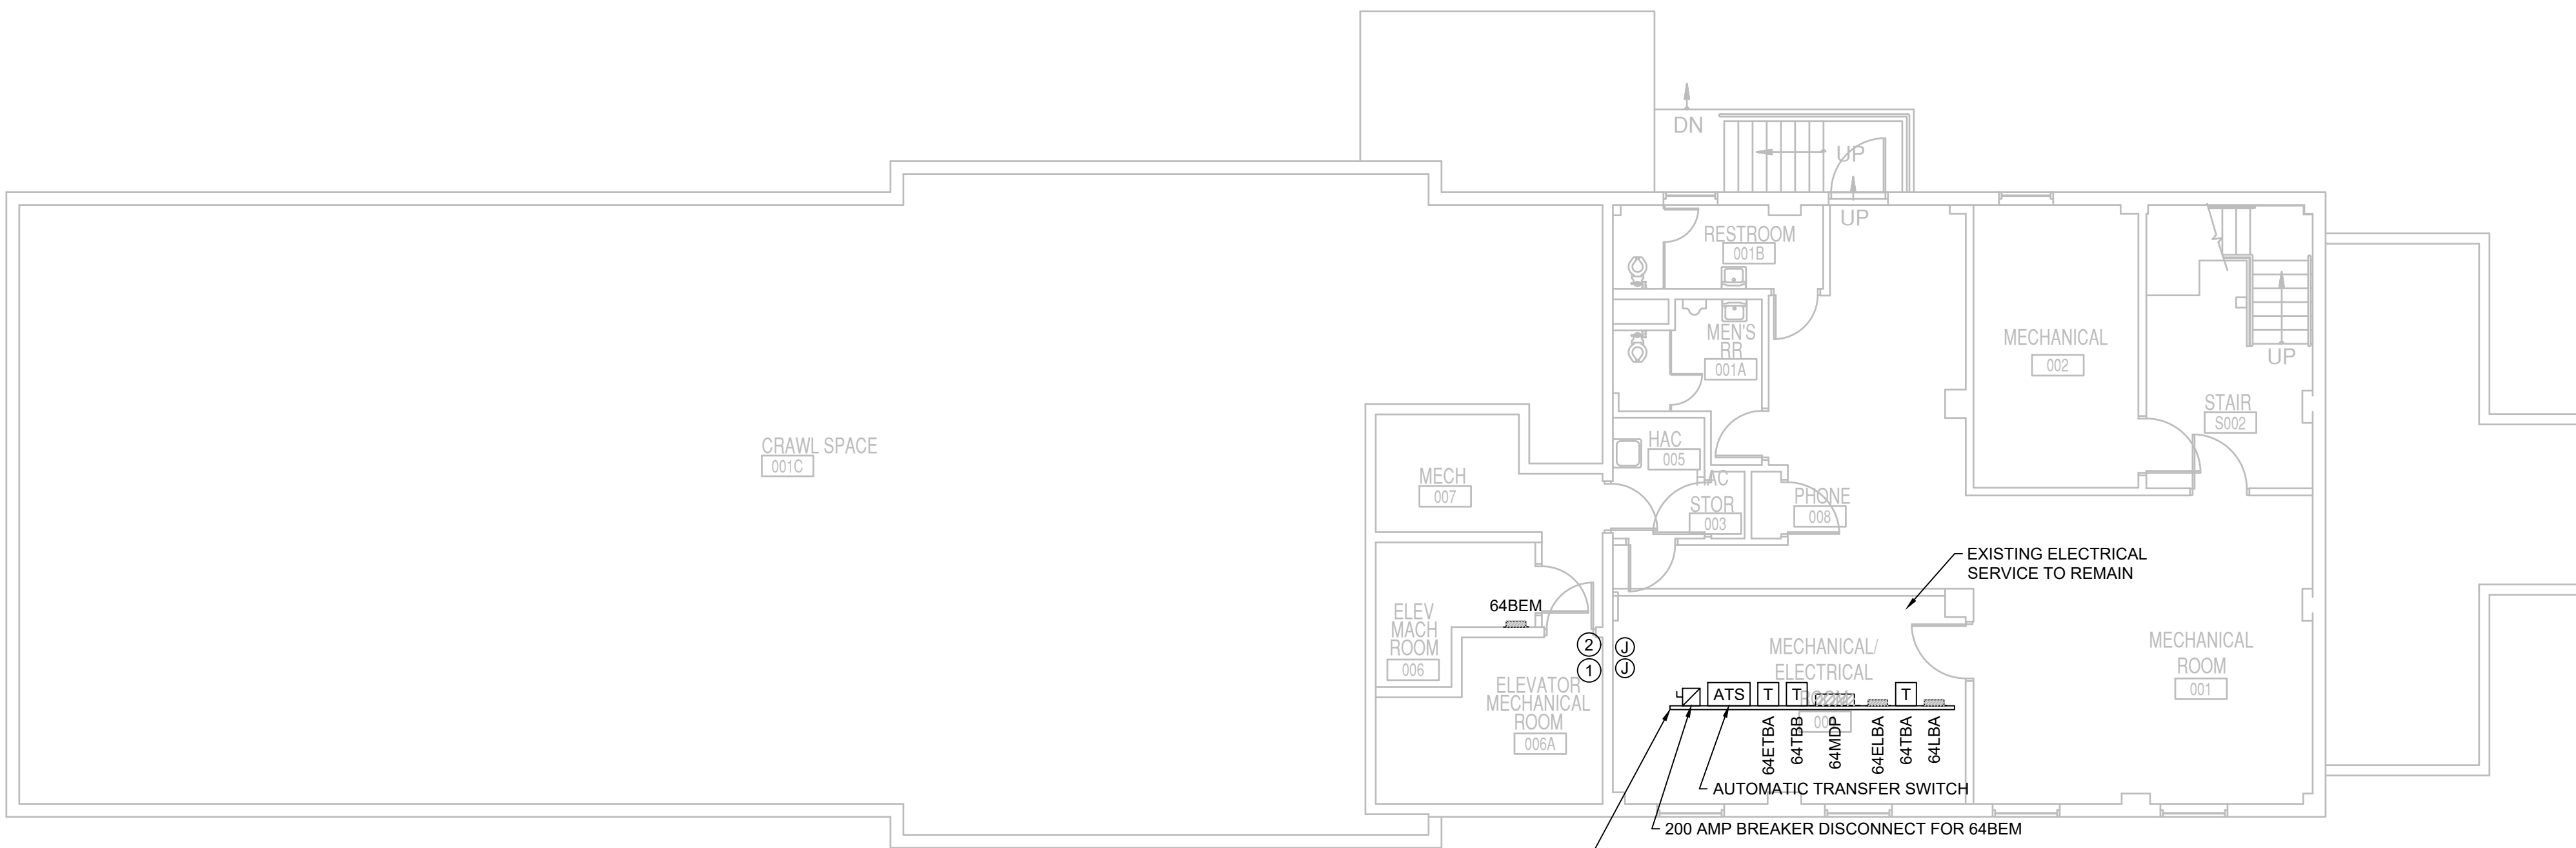 DN
UP
UP
RESTROOM
001B
MEN'S
RR
001A
MECHANICAL
002
UP
STAIR
S002
CRAWL SPACE
001C
HAC
005
MECH
007
STOR
003
PHONE
008
EXISTING ELECTRICAL
SERVICE TO REMAIN
64BEM
ELEV
MACH
ROOM
006
2
1
J
J
MECHANICAL/
ELECTRICAL
ROOM
MECHANICAL
ROOM
001
ELEVATOR
MECHANICAL
ROOM
006A
ATS
T
T
T
64ETBA
64TBB
64MDP
64ELBA
64TBA
64LBA
AUTOMATIC TRANSFER SWITCH
200 AMP BREAKER DISCONNECT FOR 64BEM